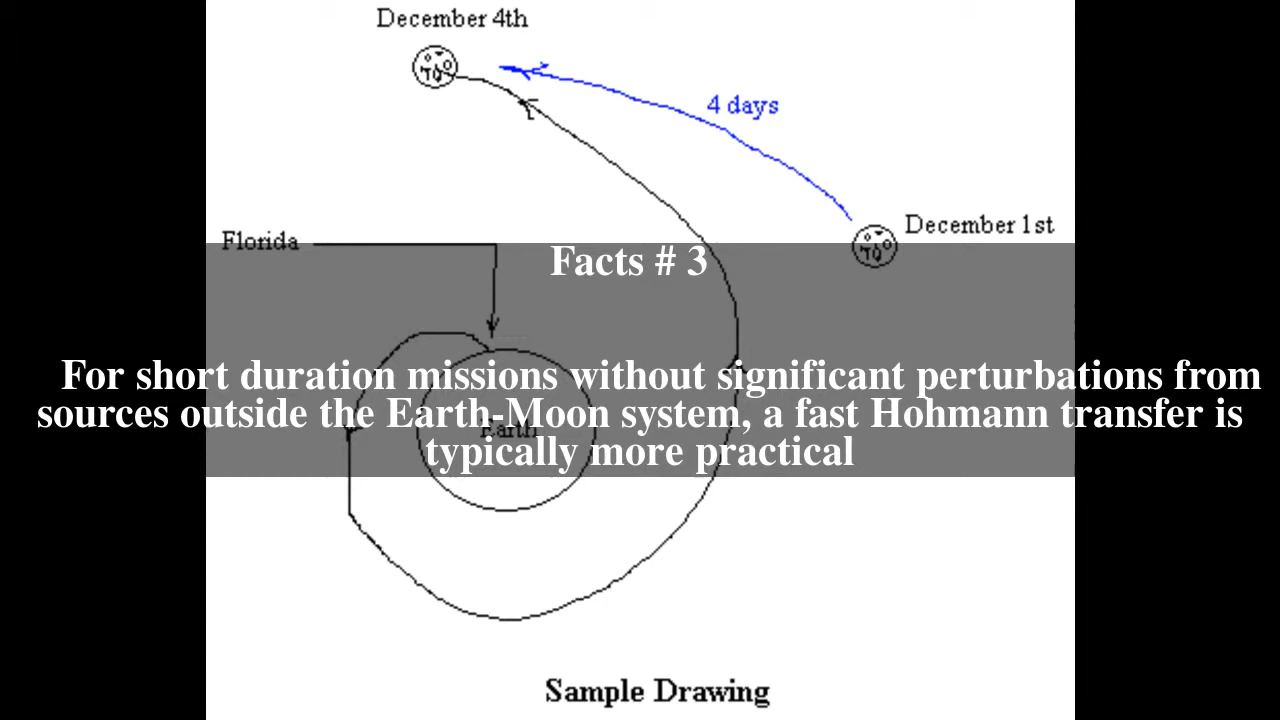 December 4th
4 days
December 1st
Florida
Facts # 3
For short duration missions without significant perturbations from
sources outside the Earth-Moon system, a fast Hohmann transfer is
Earth
typically more practical
Sample Drawing